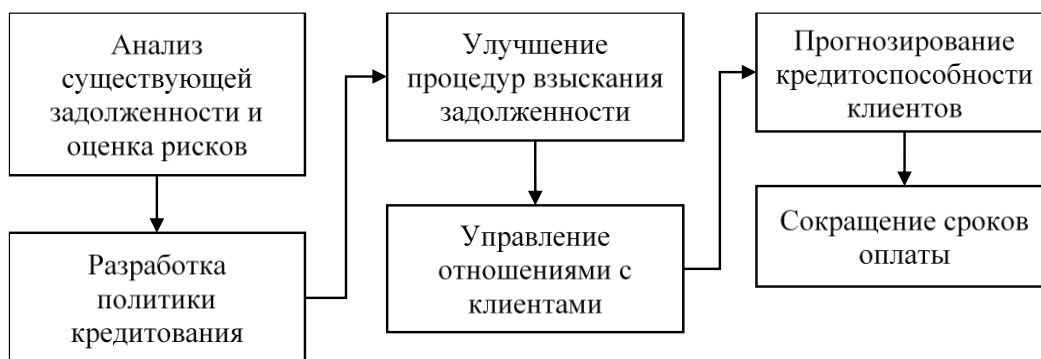 Анализ
существующей
задолженности и
оценка рисков
Разработка
политики
кредитования
Улучшение
процедур взыскания
задолженности
Управление
отношениями с
клиентами
Прогнозирование
кредитоспособности
клиентов
Сокращение сроков
оплаты